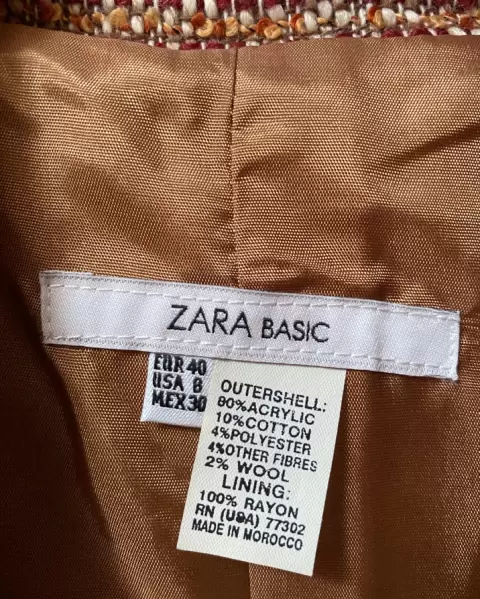 ZARA BASIC
EUR 40
USA 8
MEX 30
OUTERSHELL:
80%ACRYLIC
10%COTTON
4%POLYESTER
4%OTHER FIBRES
2% WOOL
LINING:
100% RAYON
RN (USA) 77302
MADE IN MOROCCO